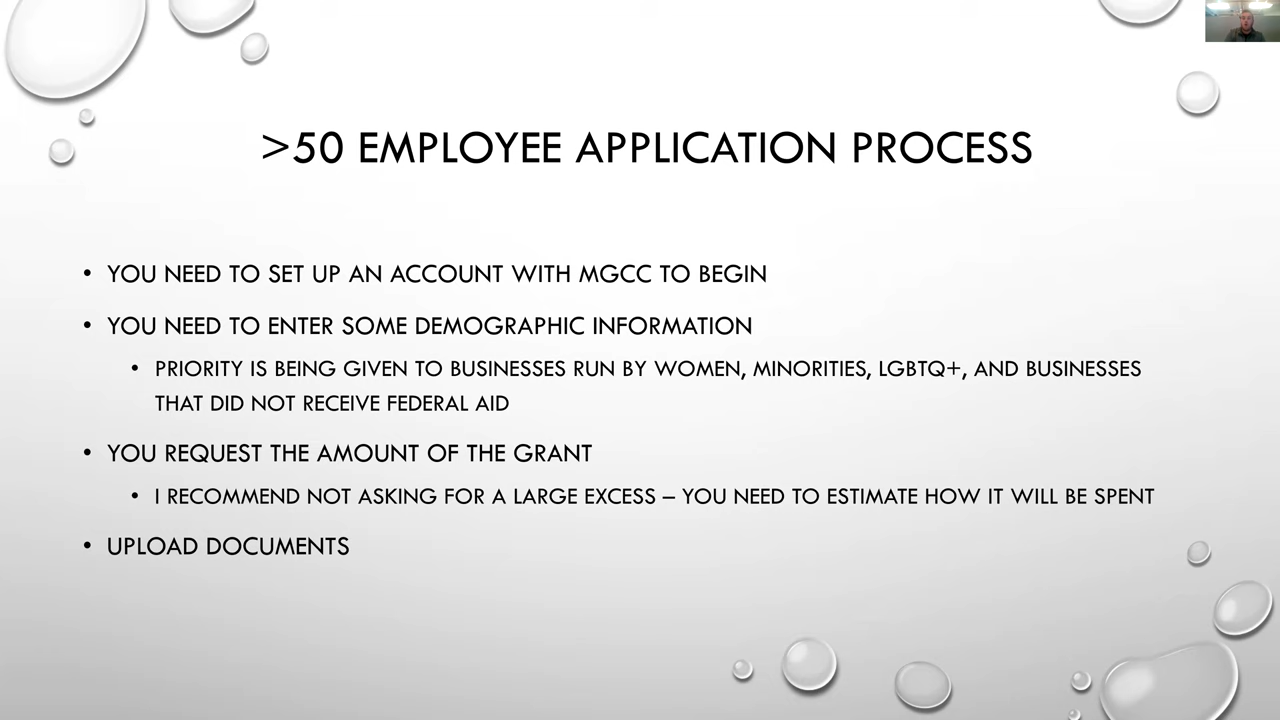 >50 EMPLOYEE APPLICATION PROCESS
• YOU NEED TO SET UP AN ACCOUNT WITH MGCC TO BEGIN
• YOU NEED TO ENTER SOME DEMOGRAPHIC INFORMATION
• PRIORITY IS BEING GIVEN TO BUSINESSES RUN BY WOMEN, MINORITIES, LGBTQ+, AND BUSINESSES
THAT DID NOT RECEIVE FEDERAL AID
• YOU REQUEST THE AMOUNT OF THE GRANT
• I RECOMMEND NOT ASKING FOR A LARGE EXCESS – YOU NEED TO ESTIMATE HOW IT WILL BE SPENT
• UPLOAD DOCUMENTS